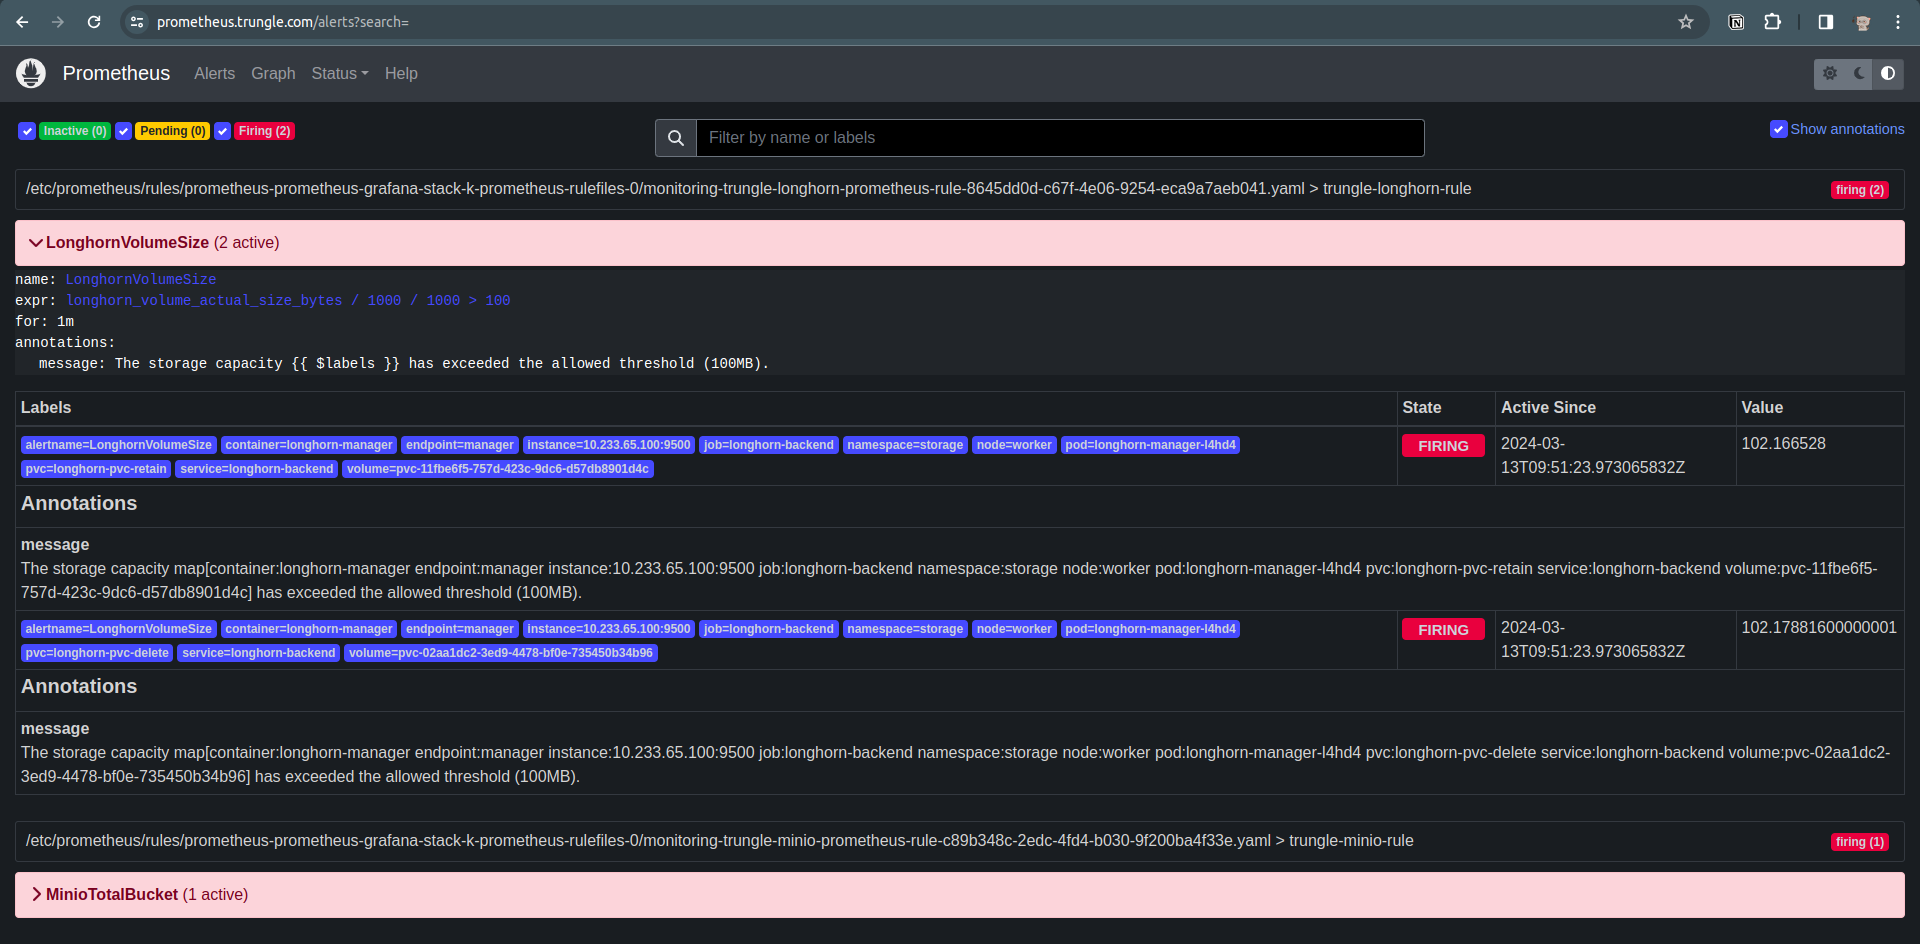 prometheus.trungle.com/alerts?search=
Prometheus Alerts Graph Status Help
Inactive (0) Pending (0) Firing (2)
Filter by name or labels
Show annotations
/etc/prometheus/rules/prometheus-prometheus-grafana-stack-k-prometheus-rulefiles-0/monitoring-trungle-longhorn-prometheus-rule-8645dd0d-c67f-4e06-9254-eca9a7aeb041.yaml > trungle-longhorn-rule firing (2)
LonghornVolumeSize (2 active)
name: LonghornVolumeSize
expr: longhorn_volume_actual_size_bytes / 1000 / 1000 > 100
for: 1m
annotations:
message: The storage capacity {{ $labels }} has exceeded the allowed threshold (100MB).
Labels State Active Since Value
alertname=LonghornVolumeSize container=longhorn-manager endpoint=manager instance=10.233.65.100:9500 job=longhorn-backend namespace=storage node=worker pod=longhorn-manager-l4hd4 FIRING 2024-03- 102.166528
pvc=longhorn-pvc-retain service=longhorn-backend volume=pvc-11fbe6f5-757d-423c-9dc6-d57db8901d4c 13T09:51:23.973065832Z
Annotations
message
The storage capacity map[container:longhorn-manager endpoint:manager instance:10.233.65.100:9500 job:longhorn-backend namespace:storage node:worker pod:longhorn-manager-l4hd4 pvc:longhorn-pvc-retain service:longhorn-backend volume:pvc-11fbe6f5-
757d-423c-9dc6-d57db8901d4c] has exceeded the allowed threshold (100MB).
alertname=LonghornVolumeSize container=longhorn-manager endpoint=manager instance=10.233.65.100:9500 job=longhorn-backend namespace=storage node=worker pod=longhorn-manager-l4hd4 FIRING 2024-03- 102.17881600000001
pvc=longhorn-pvc-delete service=longhorn-backend volume=pvc-02aa1dc2-3ed9-4478-bf0e-735450b34b96 13T09:51:23.973065832Z
Annotations
message
The storage capacity map[container:longhorn-manager endpoint:manager instance:10.233.65.100:9500 job:longhorn-backend namespace:storage node:worker pod:longhorn-manager-l4hd4 pvc:longhorn-pvc-delete service:longhorn-backend volume:pvc-02aa1dc2-
3ed9-4478-bf0e-735450b34b96] has exceeded the allowed threshold (100MB).
/etc/prometheus/rules/prometheus-prometheus-grafana-stack-k-prometheus-rulefiles-0/monitoring-trungle-minio-prometheus-rule-c89b348c-2edc-4fd4-b030-9f200ba4f33e.yaml > trungle-minio-rule firing (1)
MinioTotalBucket (1 active)